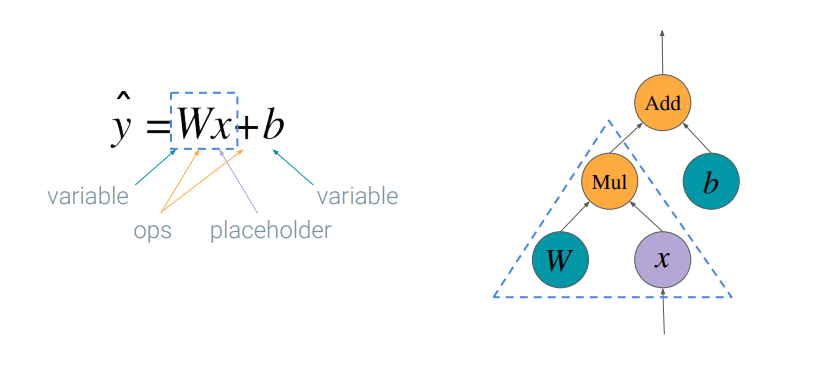 ŷ = Wx + b
variable
variable
ops
placeholder
Add
Mul
b
W
x